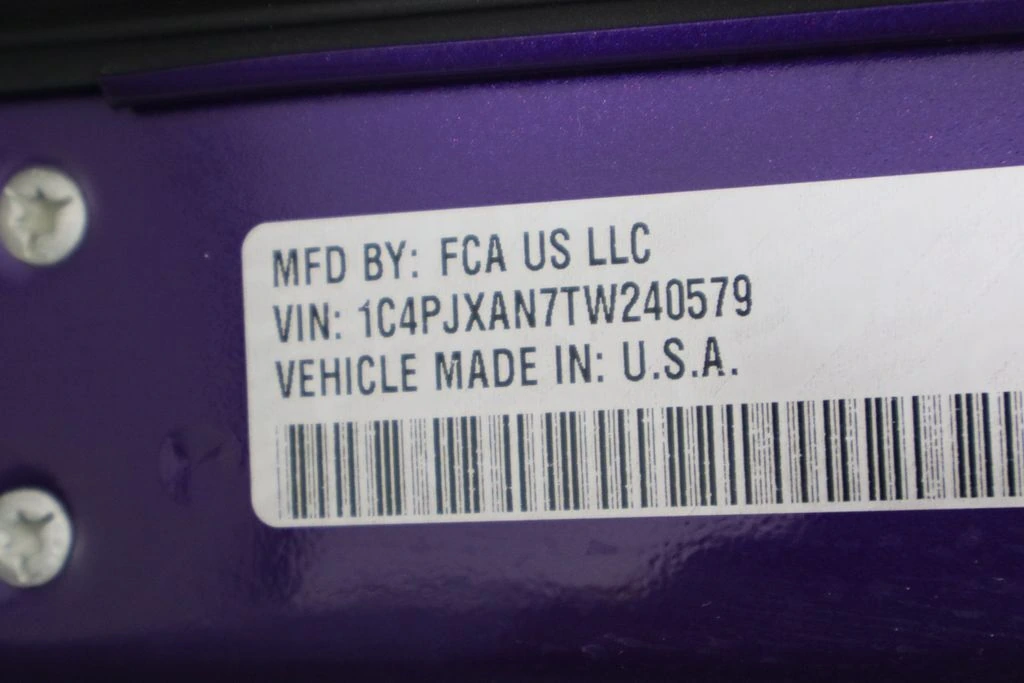 MFD BY: FCA US LLC
VIN: 1C4PJXAN7TW240579
VEHICLE MADE IN: U.S.A.